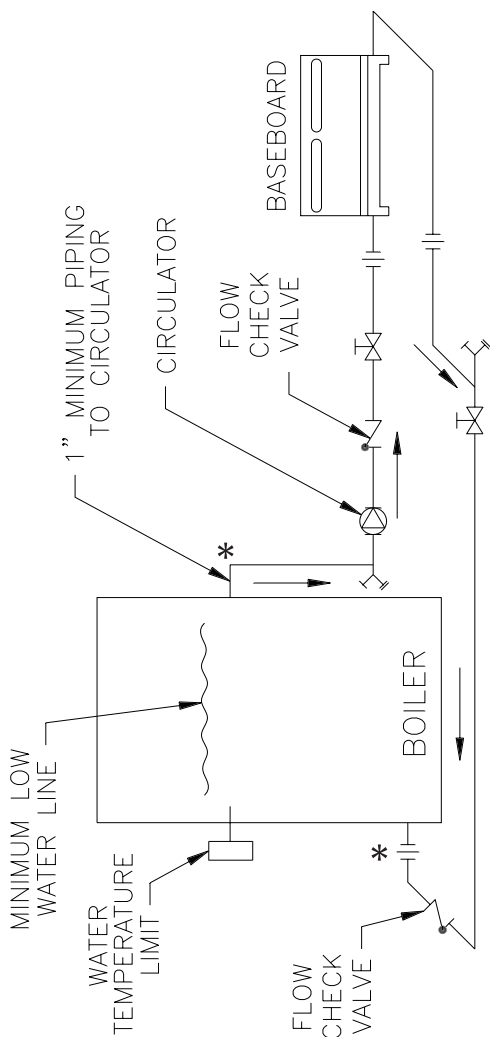 MINIMUM LOW
WATER LINE
1" MINIMUM PIPING
TO CIRCULATOR
CIRCULATOR
FLOW
CHECK
VALVE
BASEBOARD
WATER
TEMPERATURE
LIMIT
*
*
BOILER
FLOW
CHECK
VALVE